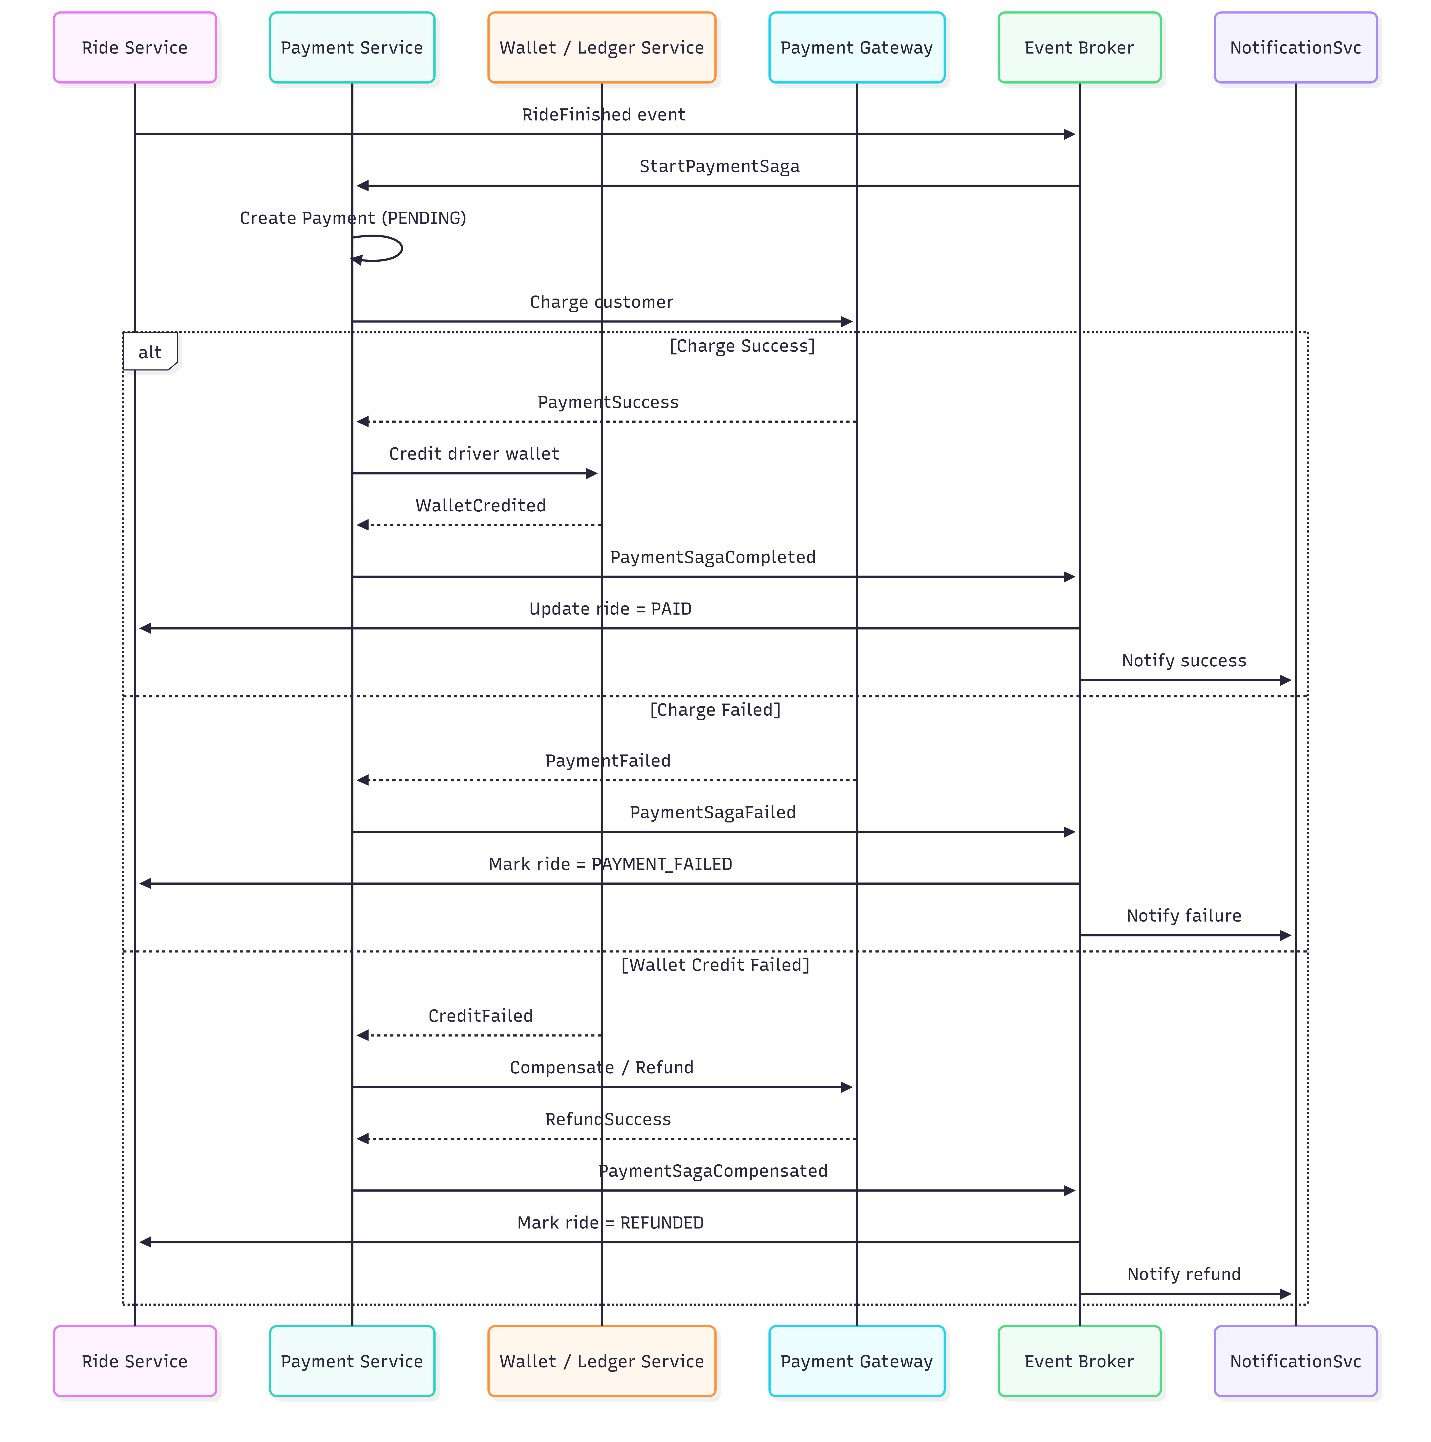 Ride Service
Payment Service
Wallet / Ledger Service
Payment Gateway
Event Broker
NotificationSvc
RideFinished event
StartPaymentSaga
Create Payment (PENDING)
Charge customer
alt
[Charge Success]
PaymentSuccess
Credit driver wallet
WalletCredited
PaymentSagaCompleted
Update ride = PAID
Notify success
[Charge Failed]
PaymentFailed
PaymentSagaFailed
Mark ride = PAYMENT_FAILED
Notify failure
[Wallet Credit Failed]
CreditFailed
Compensate / Refund
RefundSuccess
PaymentSagaCompensated
Mark ride = REFUNDED
Notify refund
Ride Service
Payment Service
Wallet / Ledger Service
Payment Gateway
Event Broker
NotificationSvc